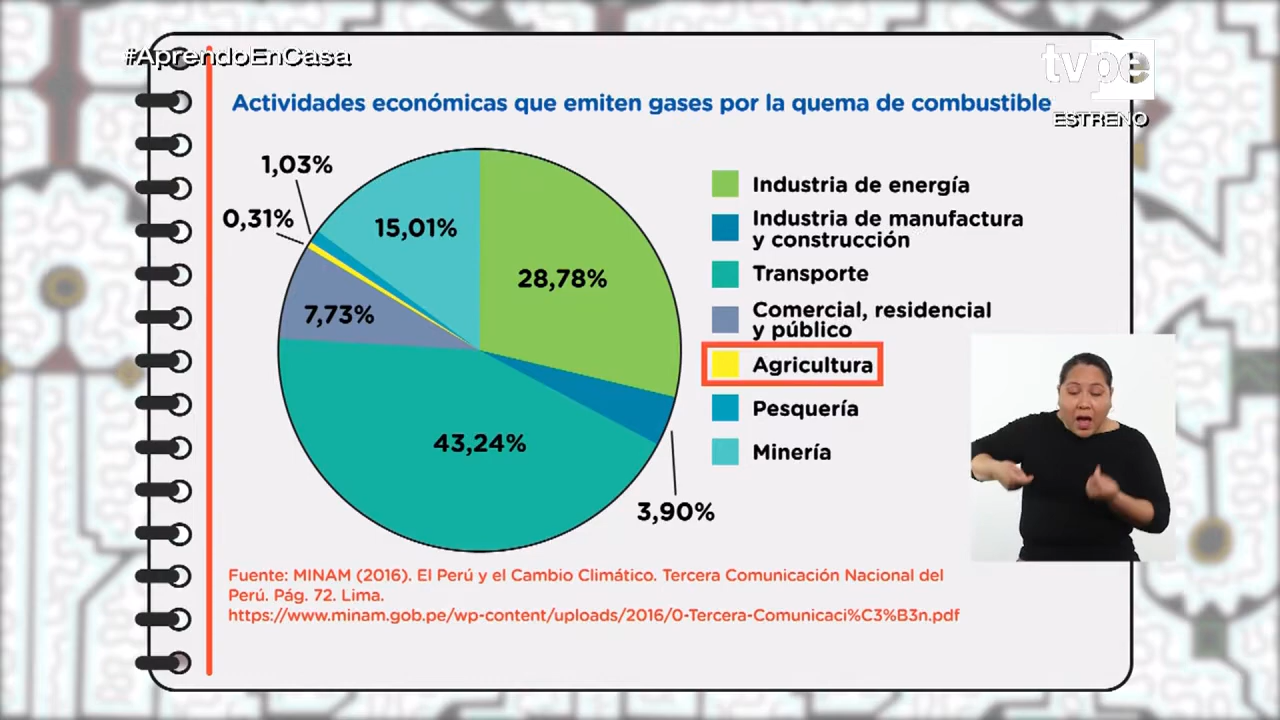 #AprendoEnCasa
tvpe
ESTRENO
Actividades económicas que emiten gases por la quema de combustible
1,03%
0,31%
15,01%
28,78%
7,73%
43,24%
3,90%
Industria de energía
Industria de manufactura
y construcción
Transporte
Comercial, residencial
y público
Agricultura
Pesquería
Minería
Fuente: MINAM (2016). El Perú y el Cambio Climático. Tercera Comunicación Nacional del
Perú. Pág. 72. Lima.
https://www.minam.gob.pe/wp-content/uploads/2016/0-Tercera-Comunicaci%C3%B3n.pdf